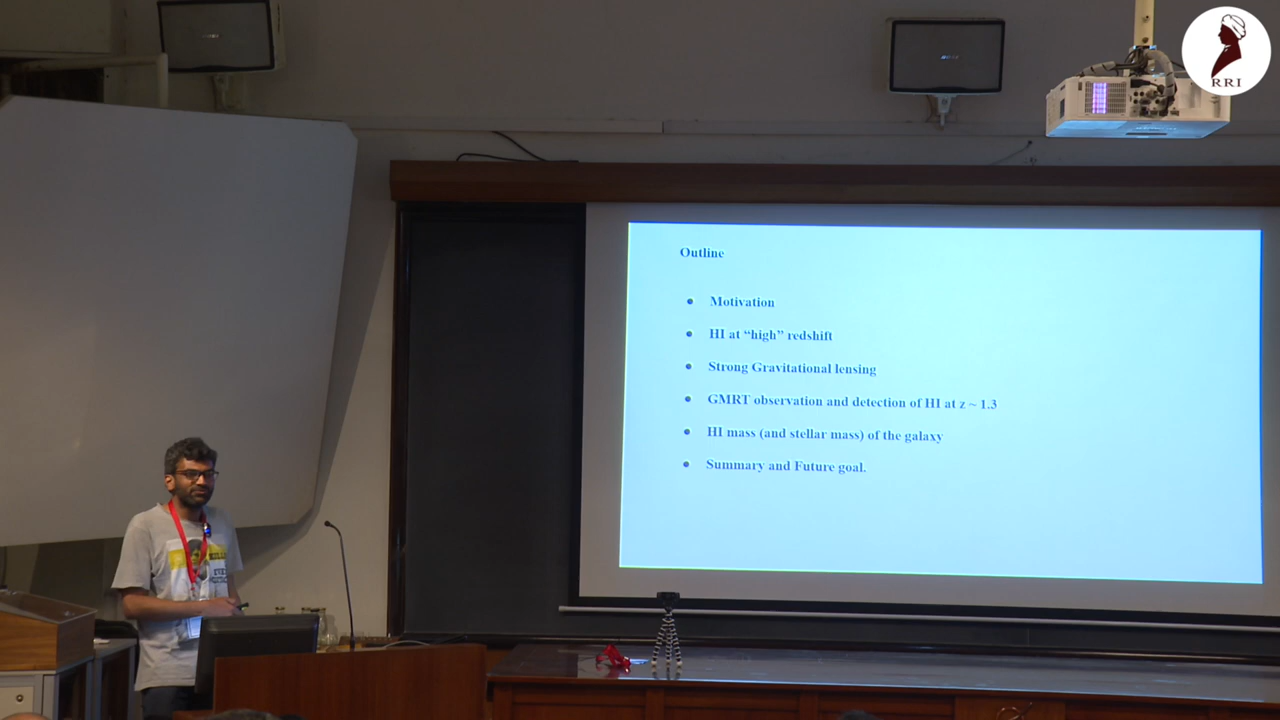 RRI
Outline
Motivation
HI at “high” redshift
Strong Gravitational lensing
GMRT observation and detection of HI at z ~ 1.3
HI mass (and stellar mass) of the galaxy
Summary and Future goal.